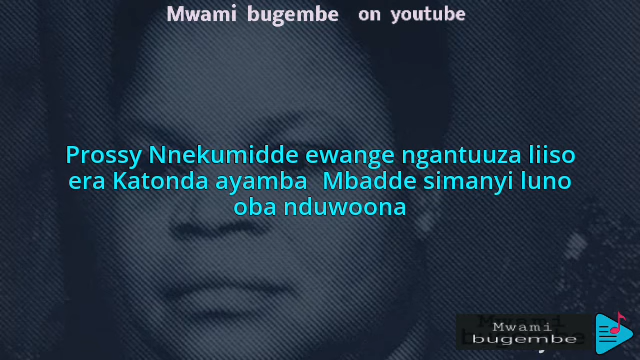 Mwami bugembe on youtube
Prossy Nnekumidde ewange ngantuuza liiso
era Katonda ayamba Mbadde simanyi luno
oba nduwoona
Mwami
bugembe